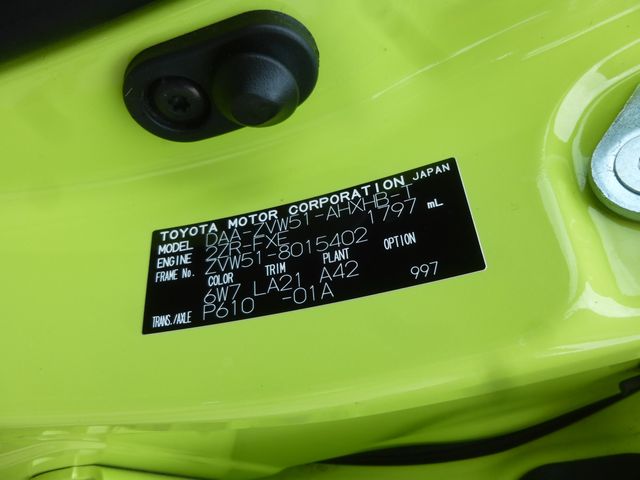 TOYOTA MOTOR CORPORATION JAPAN
MODEL DAA-ZVW51-AHXHB-T
ENGINE 2ZR-FXE 1797 mL
FRAME No. ZVW51-8015402
COLOR TRIM PLANT OPTION
6W7 LA21 A42 997
TRANS./AXLE P610 -01A